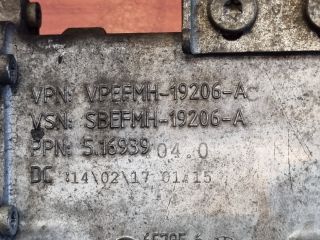 VPN: VPEFMH-19206-AC
VSN: SBEFMH-19206-A
PPN: 5.16939 04.0
DC 14\02\17 01:15